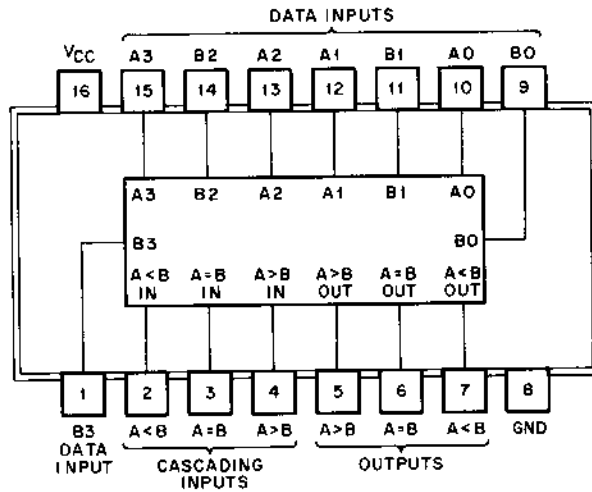 DATA INPUTS
VCC A3 B2 A2 A1 B1 A0 B0
16 15 14 13 12 11 10 9
A3 B2 A2 A1 B1 A0
B3 B0
A<B A=B A>B A>B A=B A<B
IN IN IN OUT OUT OUT
1 2 3 4 5 6 7 8
B3 A<B A=B A>B A>B A=B A<B GND
DATA CASCADING OUTPUTS
INPUT INPUTS